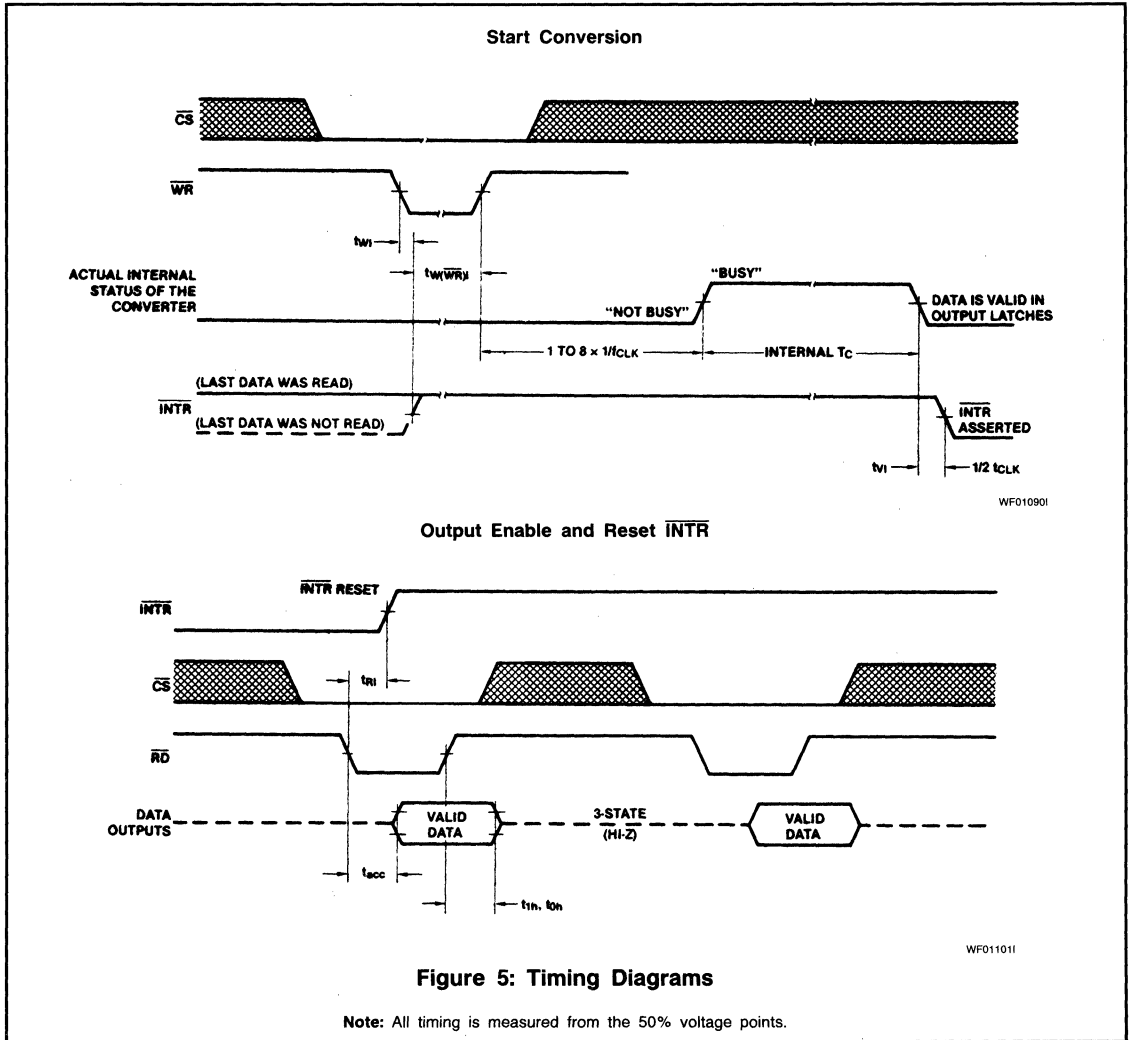 Start Conversion
CS
WR
tWI
tW(WR)I
ACTUAL INTERNAL
STATUS OF THE
CONVERTER
"BUSY"
"NOT BUSY"
DATA IS VALID IN
OUTPUT LATCHES
1 TO 8 × 1/fCLK
INTERNAL TC
(LAST DATA WAS READ)
INTR
(LAST DATA WAS NOT READ)
INTR
ASSERTED
tVI
1/2 tCLK
WF01090I
Output Enable and Reset INTR
INTR RESET
INTR
tRI
CS
RD
DATA
OUTPUTS
VALID
DATA
3-STATE
(HI-Z)
VALID
DATA
tacc
t1h, t0h
WF01101I
Figure 5: Timing Diagrams
Note: All timing is measured from the 50% voltage points.